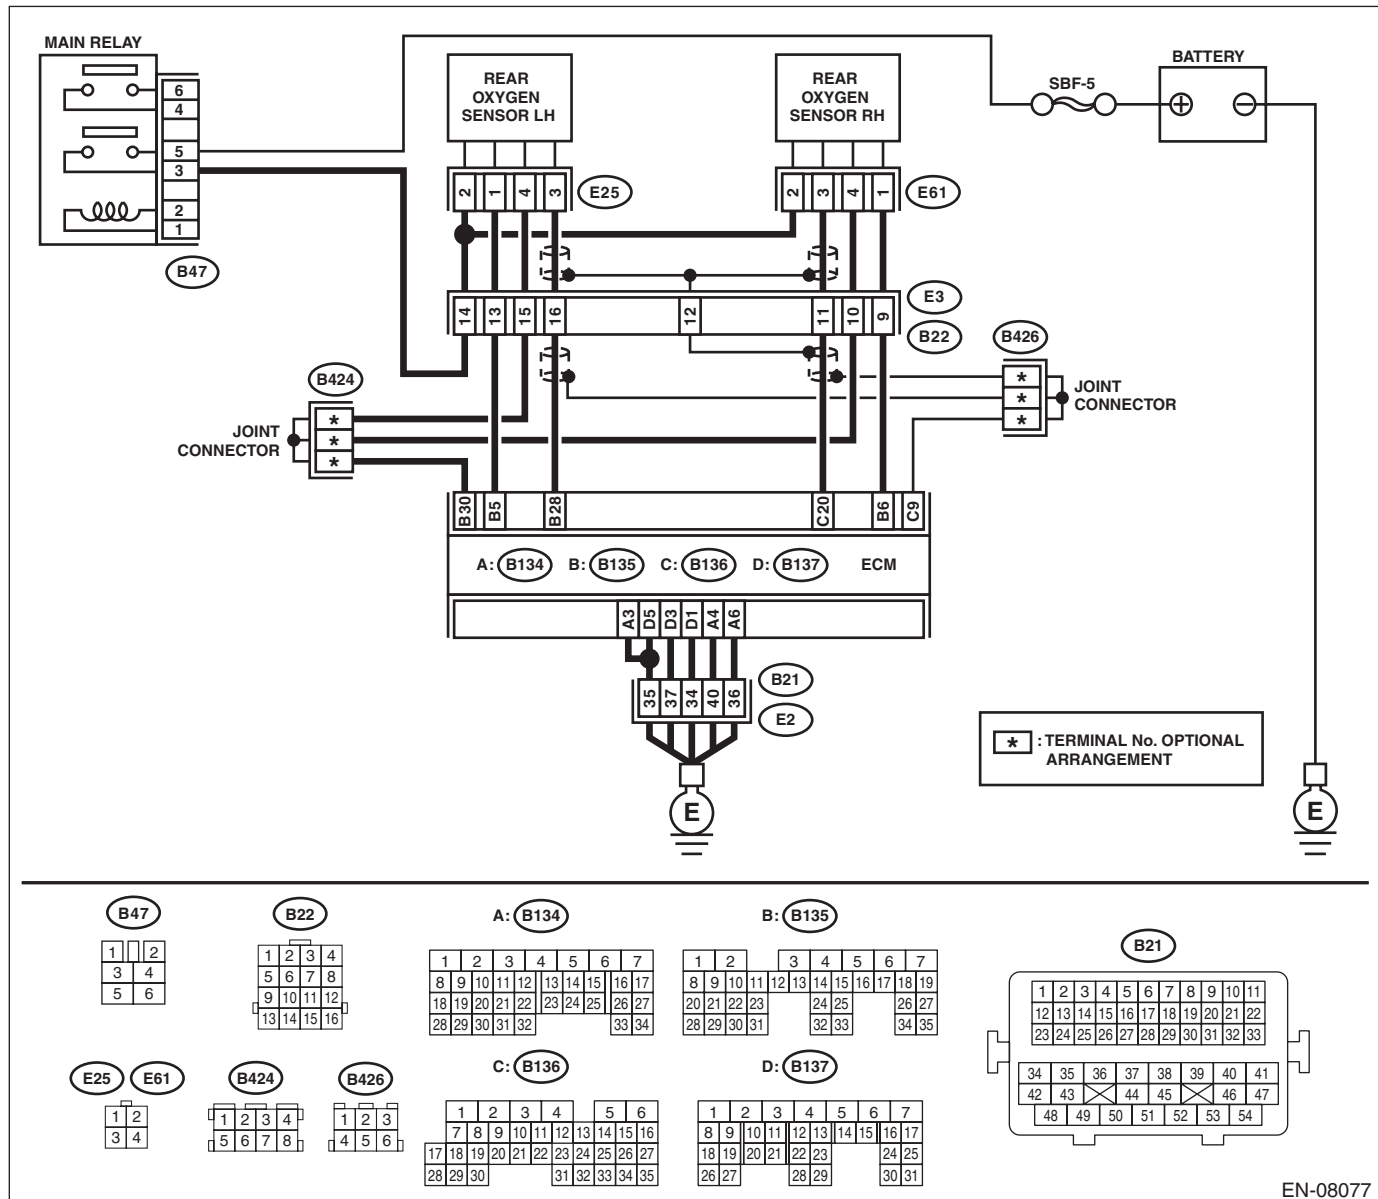 MAIN RELAY
6
4
5
3
2
1
B47
REAR
OXYGEN
SENSOR LH
2 1 4 3
E25
REAR
OXYGEN
SENSOR RH
2 3 4 1
E61
SBF-5
BATTERY
14 13 15 16 12 11 10 9
E3
B22
B424
*
*
*
JOINT
CONNECTOR
B426
*
*
*
JOINT
CONNECTOR
B30 B5 B28 C20 B6 C9
A: B134 B: B135 C: B136 D: B137 ECM
A3 D5 D3 D1 A4 A6
35 37 34 40 36
B21
E2
E
E
* : TERMINAL No. OPTIONAL
ARRANGEMENT
B47
1 2
3 4
5 6
B22
1 2 3 4
5 6 7 8
9 10 11 12
13 14 15 16
A: B134
1 2 3 4 5 6 7
8 9 10 11 12 13 14 15 16 17
18 19 20 21 22 23 24 25 26 27
28 29 30 31 32 33 34
B: B135
1 2 3 4 5 6 7
8 9 10 11 12 13 14 15 16 17 18 19
20 21 22 23 24 25 26 27
28 29 30 31 32 33 34 35
B21
1 2 3 4 5 6 7 8 9 10 11
12 13 14 15 16 17 18 19 20 21 22
23 24 25 26 27 28 29 30 31 32 33
34 35 36 37 38 39 40 41
42 43 44 45 46 47
48 49 50 51 52 53 54
E25 E61
1 2
3 4
B424
1 2 3 4
5 6 7 8
B426
1 2 3
4 5 6
C: B136
1 2 3 4 5 6
7 8 9 10 11 12 13 14 15 16
17 18 19 20 21 22 23 24 25 26 27
28 29 30 31 32 33 34 35
D: B137
1 2 3 4 5 6 7
8 9 10 11 12 13 14 15 16 17
18 19 20 21 22 23 24 25
26 27 28 29 30 31
EN-08077